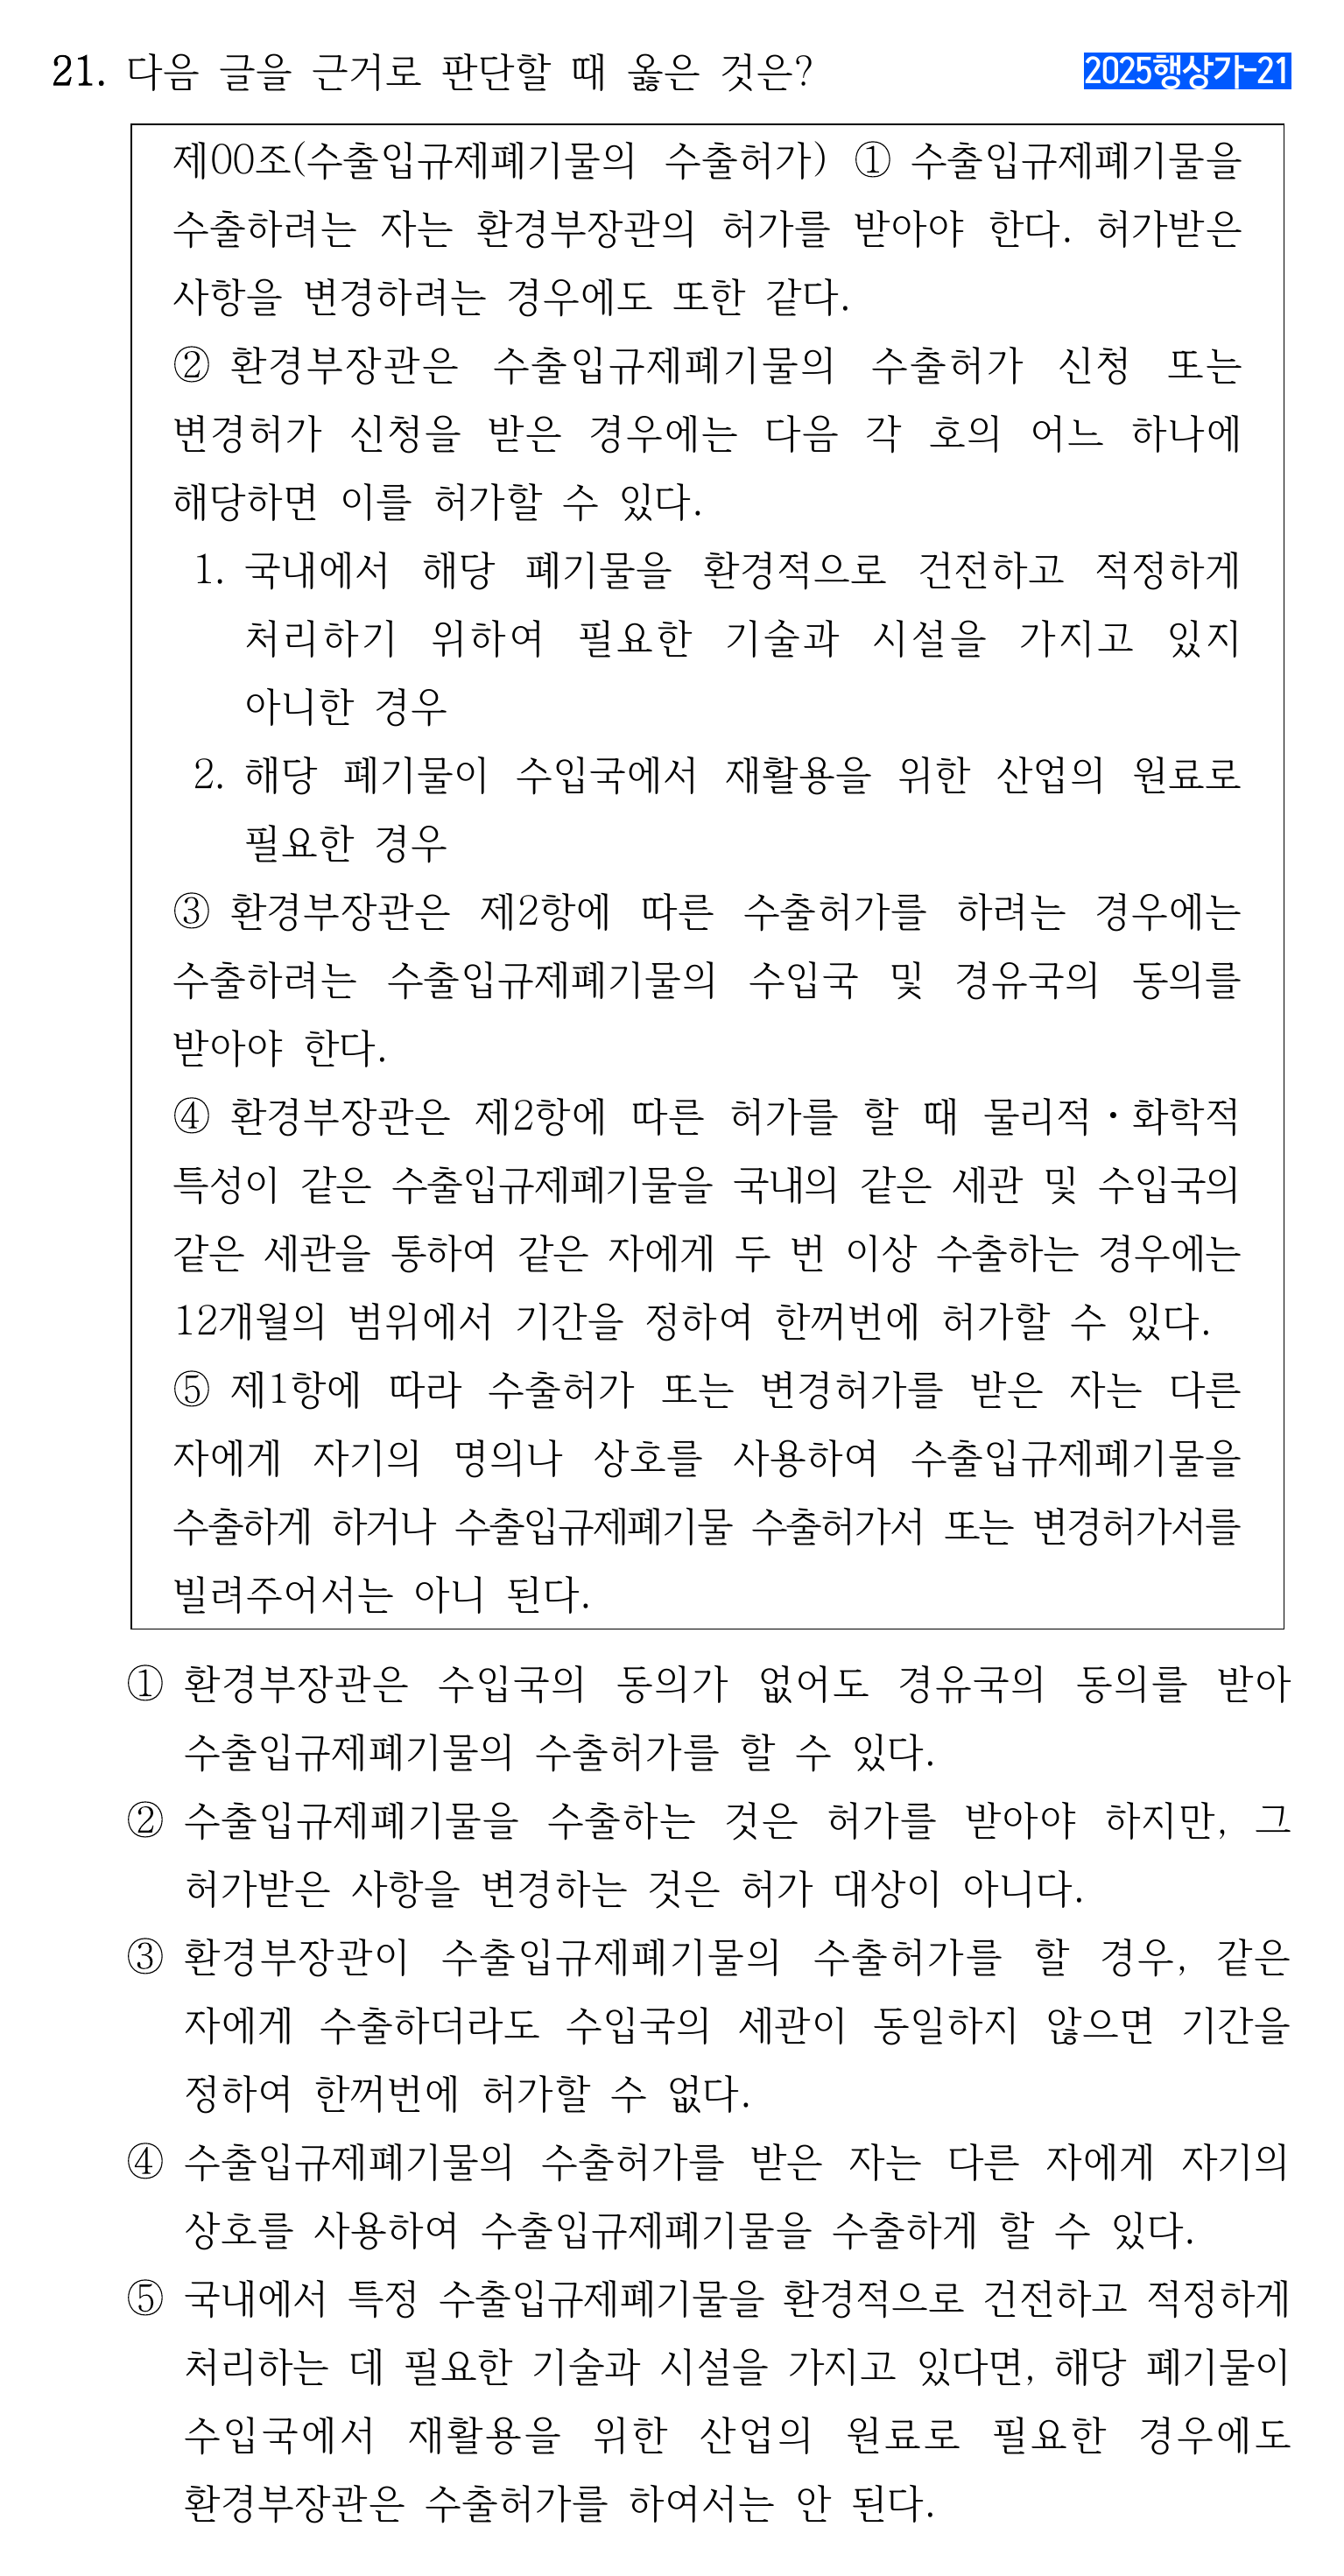 21. 다음 글을 근거로 판단할 때 옳은 것은?
2025행상가-21
제00조(수출입규제폐기물의 수출허가) ① 수출입규제폐기물을
수출하려는 자는 환경부장관의 허가를 받아야 한다. 허가받은
사항을 변경하려는 경우에도 또한 같다.
② 환경부장관은 수출입규제폐기물의 수출허가 신청 또는
변경허가 신청을 받은 경우에는 다음 각 호의 어느 하나에
해당하면 이를 허가할 수 있다.
1. 국내에서 해당 폐기물을 환경적으로 건전하고 적정하게
처리하기 위하여 필요한 기술과 시설을 가지고 있지
아니한 경우
2. 해당 폐기물이 수입국에서 재활용을 위한 산업의 원료로
필요한 경우
③ 환경부장관은 제2항에 따른 수출허가를 하려는 경우에는
수출하려는 수출입규제폐기물의 수입국 및 경유국의 동의를
받아야 한다.
④ 환경부장관은 제2항에 따른 허가를 할 때 물리적・화학적
특성이 같은 수출입규제폐기물을 국내의 같은 세관 및 수입국의
같은 세관을 통하여 같은 자에게 두 번 이상 수출하는 경우에는
12개월의 범위에서 기간을 정하여 한꺼번에 허가할 수 있다.
⑤ 제1항에 따라 수출허가 또는 변경허가를 받은 자는 다른
자에게 자기의 명의나 상호를 사용하여 수출입규제폐기물을
수출하게 하거나 수출입규제폐기물 수출허가서 또는 변경허가서를
빌려주어서는 아니 된다.
① 환경부장관은 수입국의 동의가 없어도 경유국의 동의를 받아
수출입규제폐기물의 수출허가를 할 수 있다.
② 수출입규제폐기물을 수출하는 것은 허가를 받아야 하지만, 그
허가받은 사항을 변경하는 것은 허가 대상이 아니다.
③ 환경부장관이 수출입규제폐기물의 수출허가를 할 경우, 같은
자에게 수출하더라도 수입국의 세관이 동일하지 않으면 기간을
정하여 한꺼번에 허가할 수 없다.
④ 수출입규제폐기물의 수출허가를 받은 자는 다른 자에게 자기의
상호를 사용하여 수출입규제폐기물을 수출하게 할 수 있다.
⑤ 국내에서 특정 수출입규제폐기물을 환경적으로 건전하고 적정하게
처리하는 데 필요한 기술과 시설을 가지고 있다면, 해당 폐기물이
수입국에서 재활용을 위한 산업의 원료로 필요한 경우에도
환경부장관은 수출허가를 하여서는 안 된다.